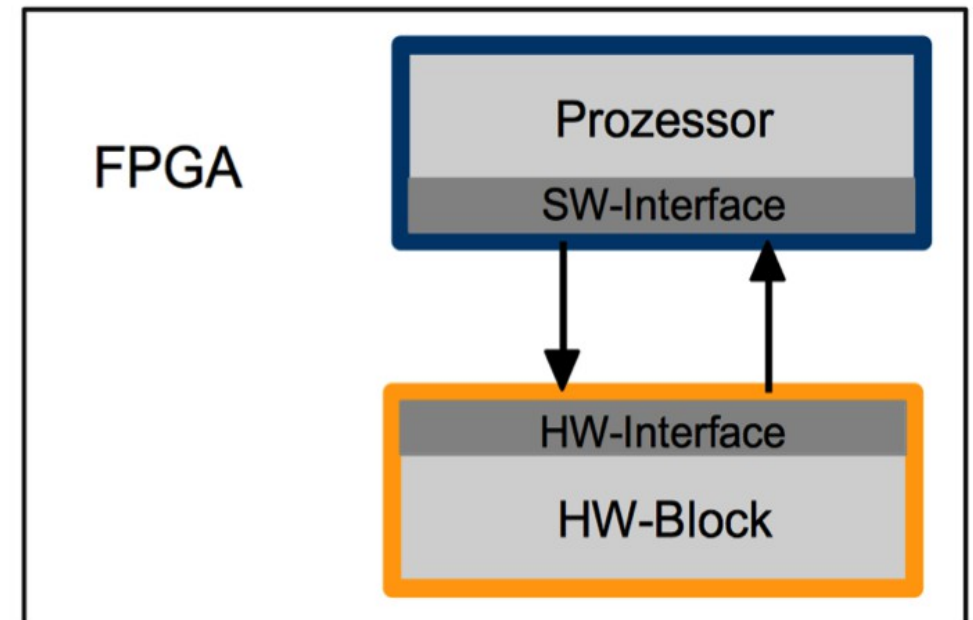 FPGA
Prozessor
SW-Interface
HW-Interface
HW-Block